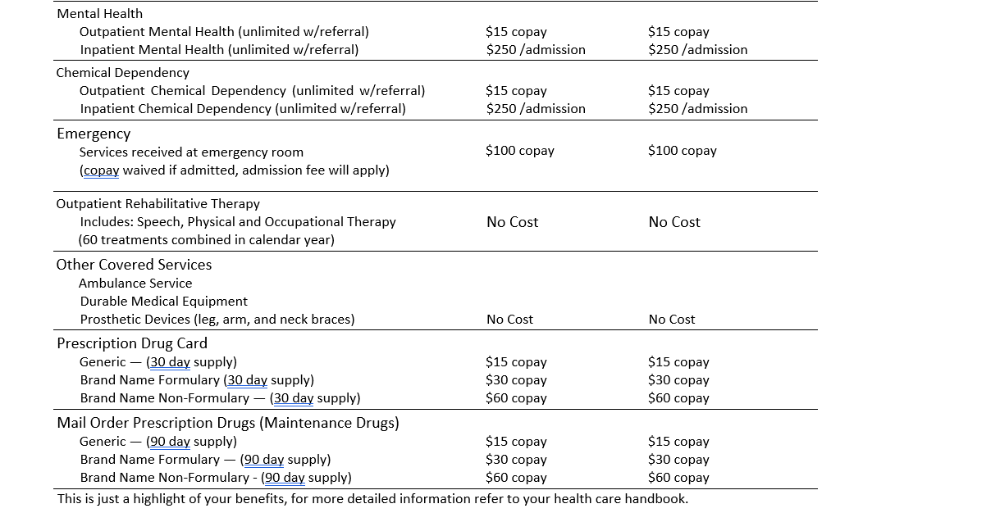 Mental Health
Outpatient Mental Health (unlimited w/referral) $15 copay $15 copay
Inpatient Mental Health (unlimited w/referral) $250 /admission $250 /admission
Chemical Dependency
Outpatient Chemical Dependency (unlimited w/referral) $15 copay $15 copay
Inpatient Chemical Dependency (unlimited w/referral) $250 /admission $250 /admission
Emergency
Services received at emergency room $100 copay $100 copay
(copay waived if admitted, admission fee will apply)
Outpatient Rehabilitative Therapy
Includes: Speech, Physical and Occupational Therapy No Cost No Cost
(60 treatments combined in calendar year)
Other Covered Services
Ambulance Service
Durable Medical Equipment
Prosthetic Devices (leg, arm, and neck braces) No Cost No Cost
Prescription Drug Card
Generic — (30 day supply) $15 copay $15 copay
Brand Name Formulary (30 day supply) $30 copay $30 copay
Brand Name Non-Formulary — (30 day supply) $60 copay $60 copay
Mail Order Prescription Drugs (Maintenance Drugs)
Generic — (90 day supply) $15 copay $15 copay
Brand Name Formulary — (90 day supply) $30 copay $30 copay
Brand Name Non-Formulary - (90 day supply) $60 copay $60 copay
This is just a highlight of your benefits, for more detailed information refer to your health care handbook.